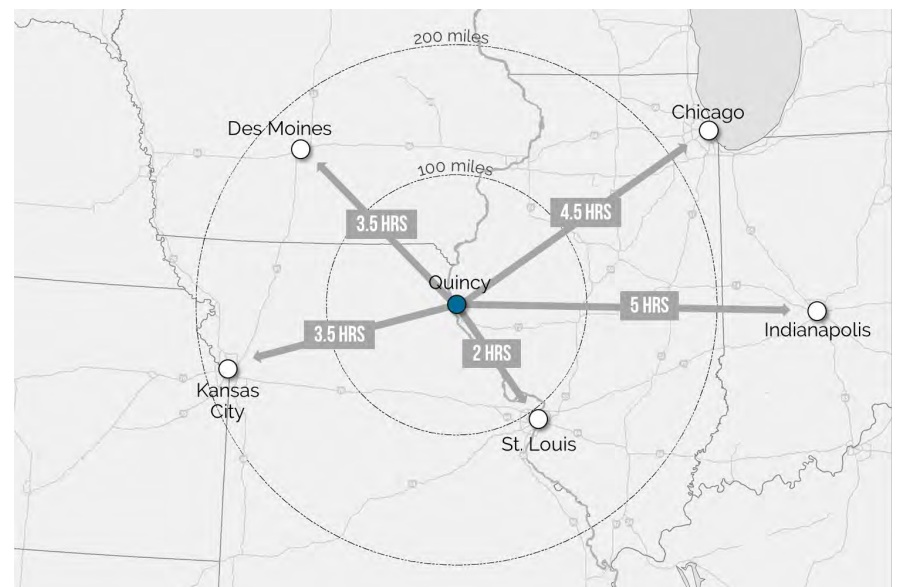 200 miles
Chicago
Des Moines
100 miles
4.5 HRS
3.5 HRS
Quincy
5 HRS
Indianapolis
3.5 HRS
2 HRS
Kansas
City
St. Louis